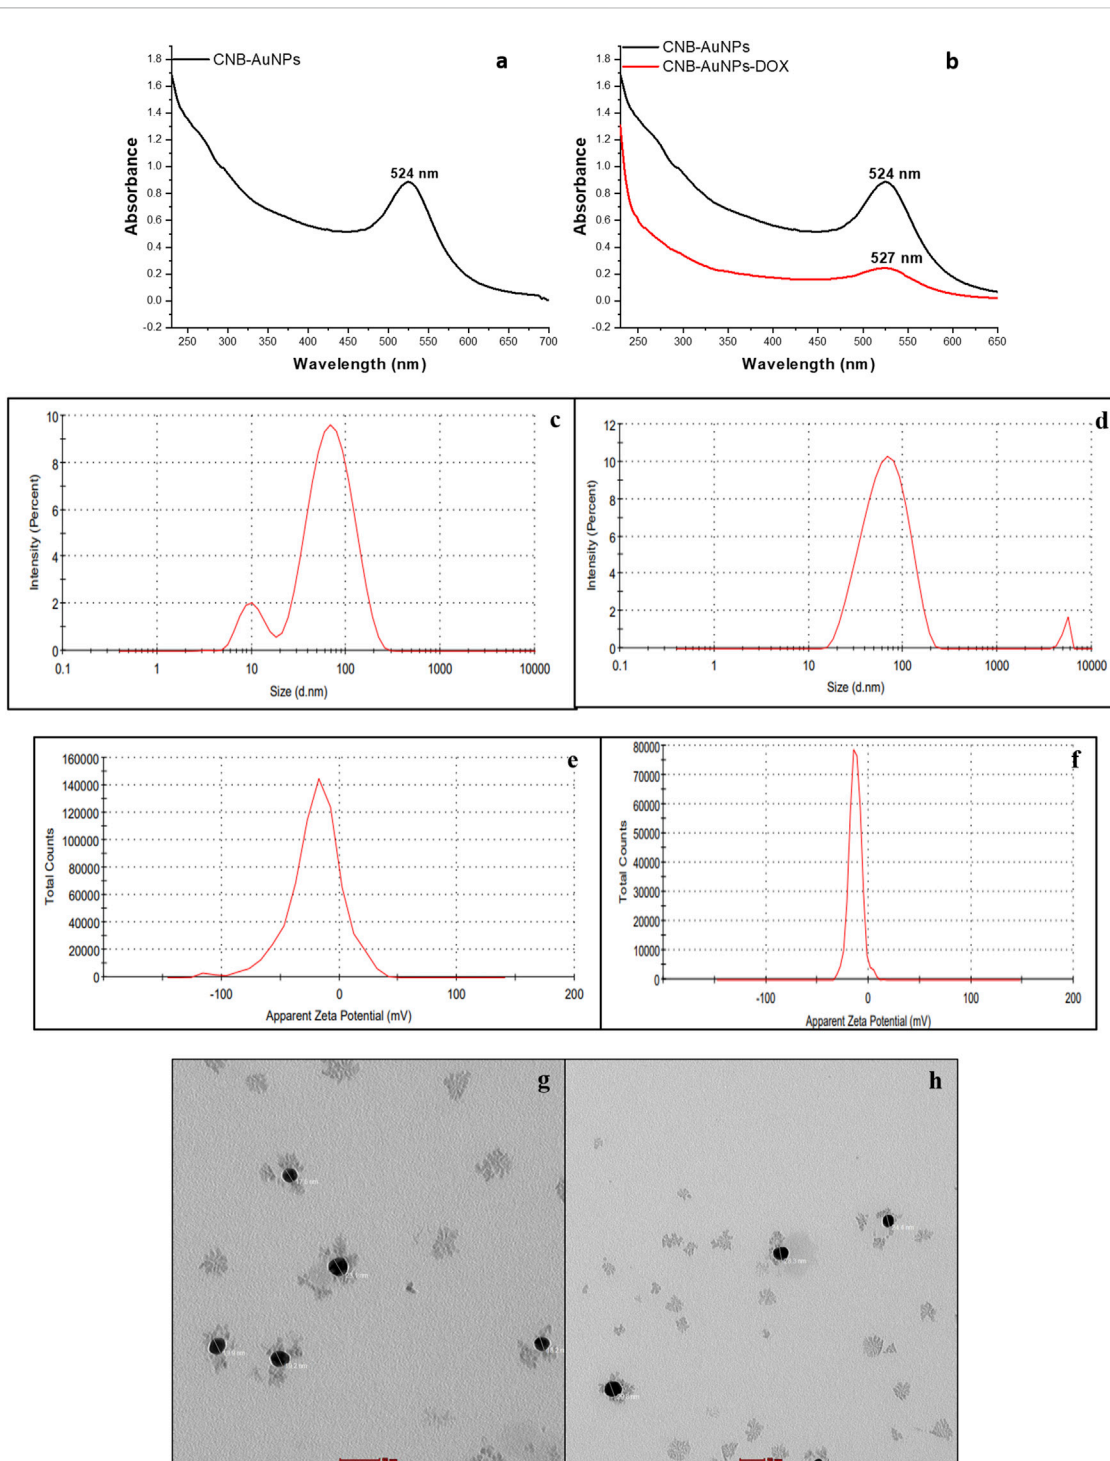 CNB-AuNPs
a
1.8
1.6
1.4
1.2
1.0
0.8
0.6
0.4
0.2
0.0
-0.2
Absorbance
524 nm
250 300 350 400 450 500 550 600 650 700
Wavelength (nm)
CNB-AuNPs
CNB-AuNPs-DOX
b
1.8
1.6
1.4
1.2
1.0
0.8
0.6
0.4
0.2
0.0
-0.2
Absorbance
524 nm
527 nm
250 300 350 400 450 500 550 600 650
Wavelength (nm)
c
10
8
6
4
2
0
Intensity (Percent)
0.1 1 10 100 1000 10000
Size (d.nm)
d
12
10
8
6
4
2
0
Intensity (Percent)
0.1 1 10 100 1000 10000
Size (d.nm)
e
160000
140000
120000
100000
80000
60000
40000
20000
0
Total Counts
-100 0 100 200
Apparent Zeta Potential (mV)
f
80000
70000
60000
50000
40000
30000
20000
10000
0
Total Counts
-100 0 100 200
Apparent Zeta Potential (mV)
g
h